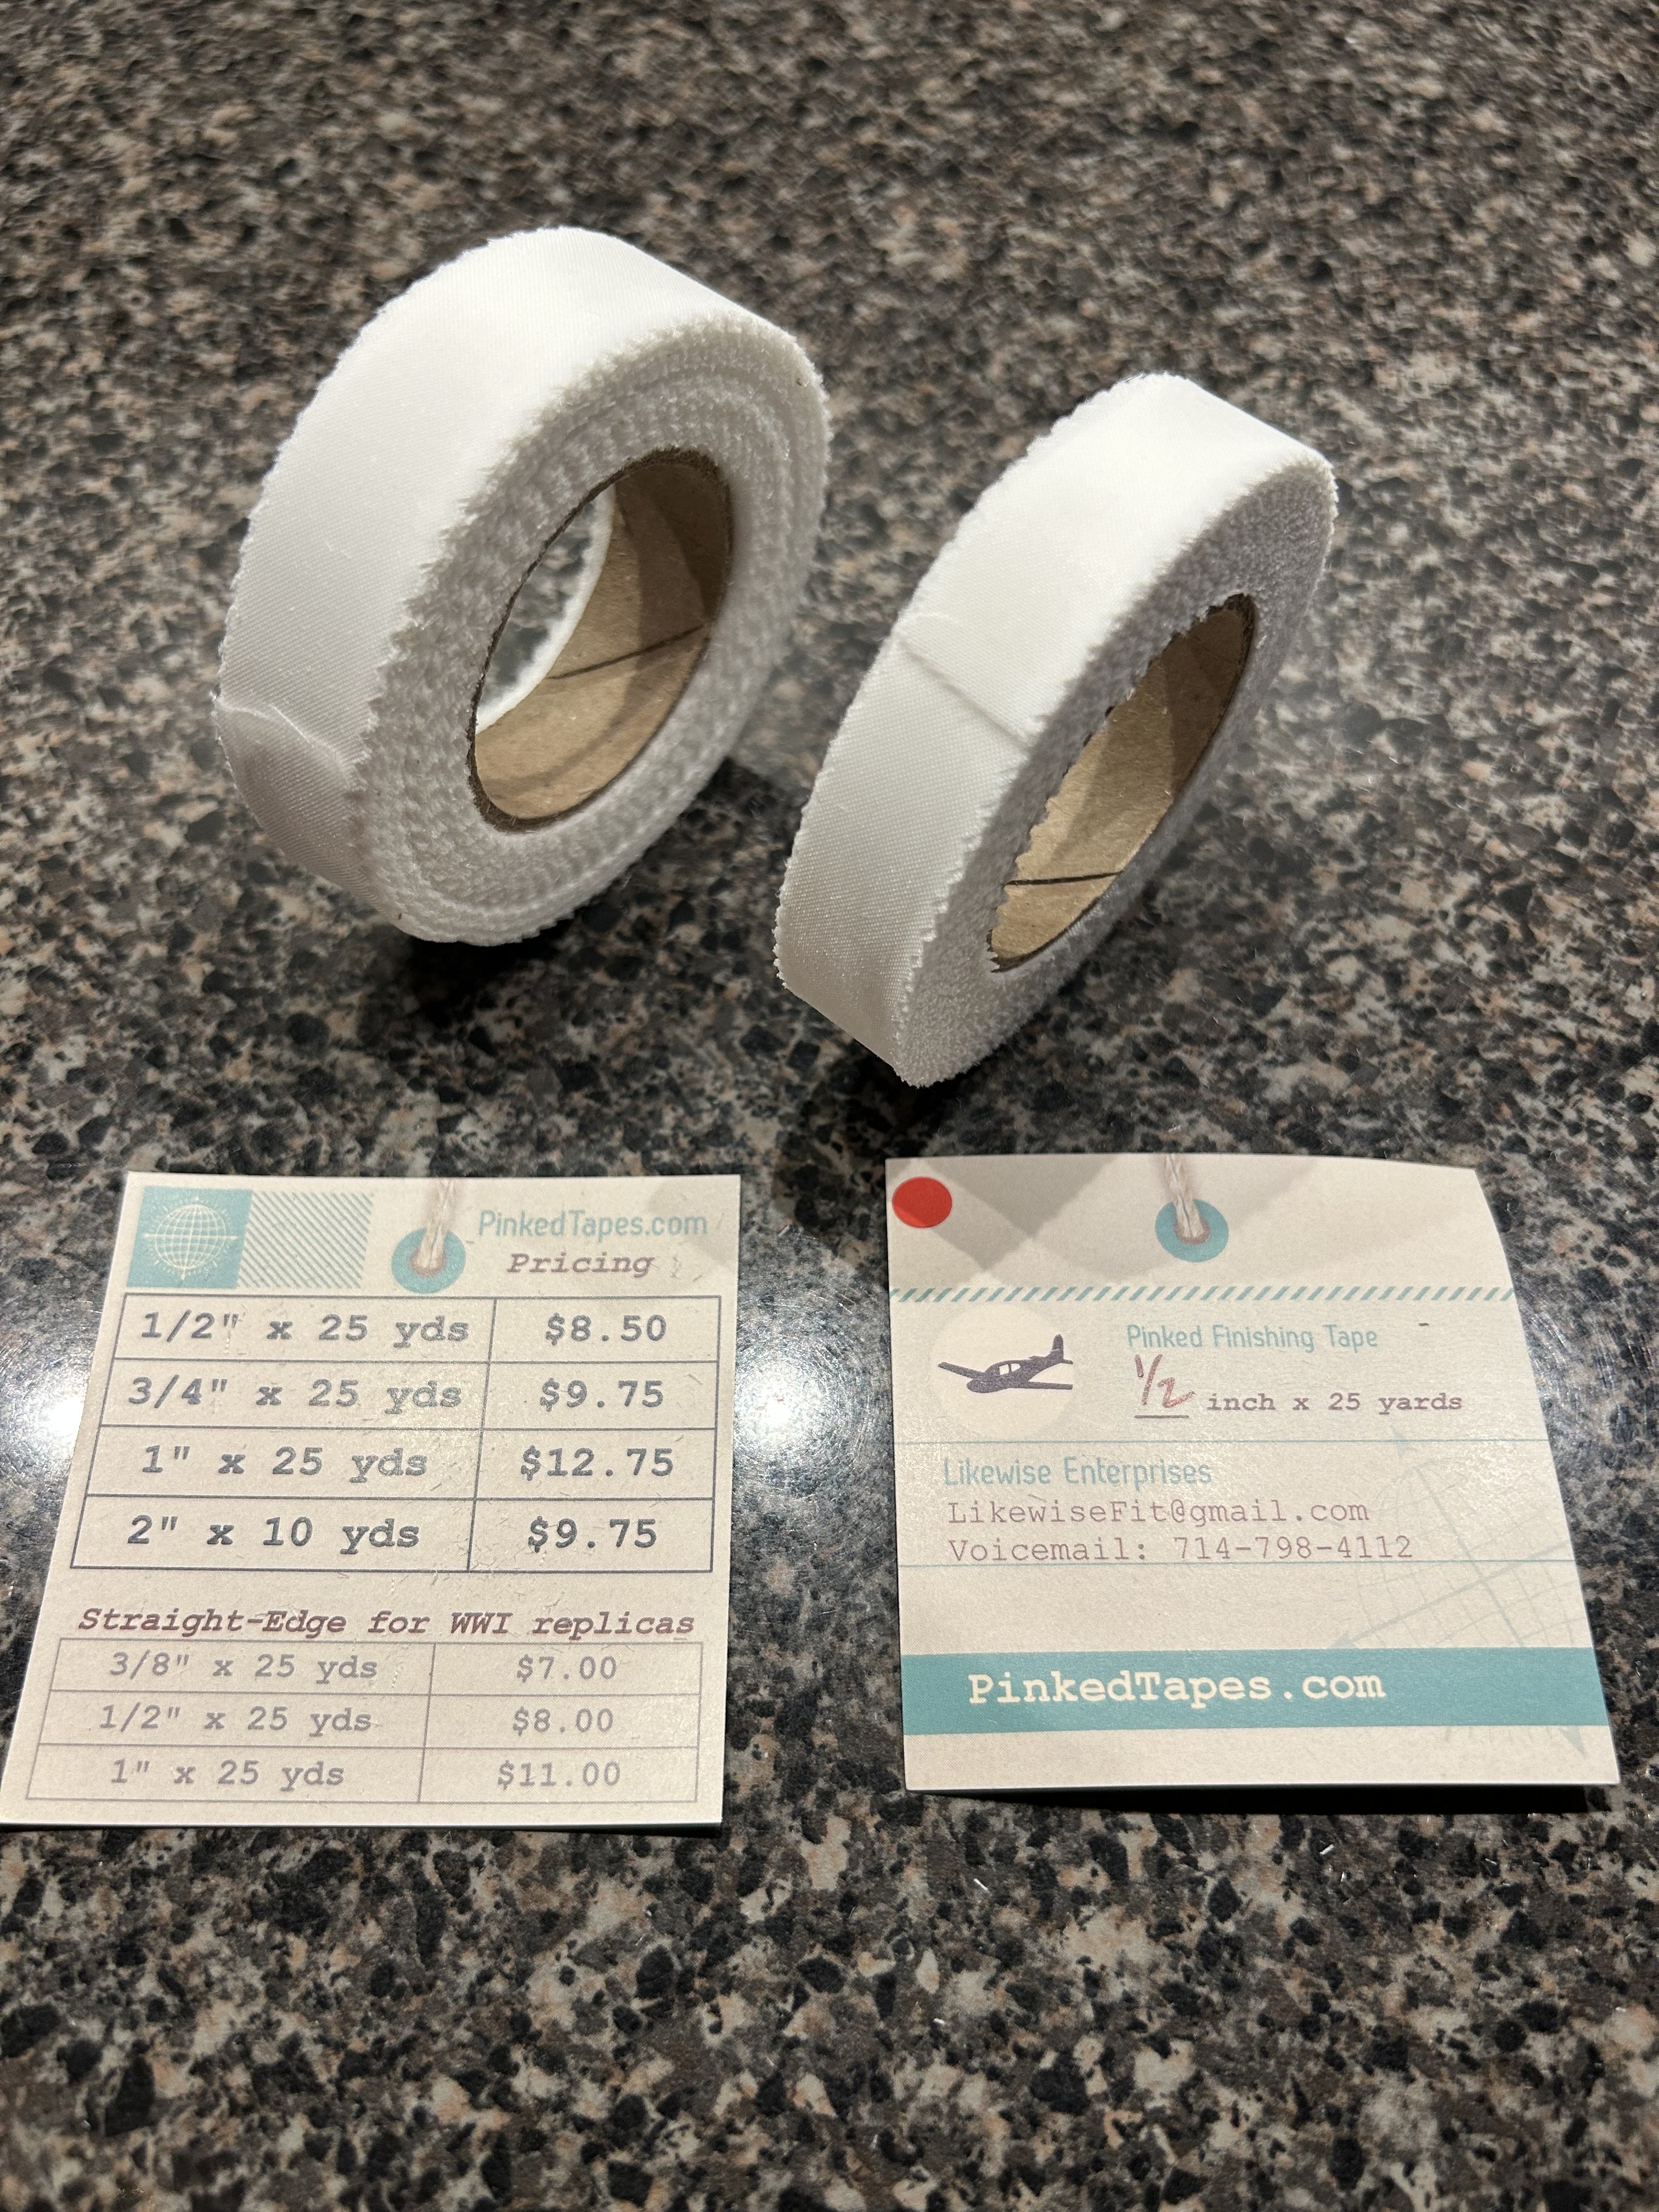 PinkedTapes.com
Pricing
1/2" x 25 yds $8.50
3/4" x 25 yds $9.75
1" x 25 yds $12.75
2" x 10 yds $9.75
Straight-Edge for WWI replicas
3/8" x 25 yds $7.00
1/2" x 25 yds $8.00
1" x 25 yds $11.00
Pinked Finishing Tape
1/2 inch x 25 yards
Likewise Enterprises
LikewiseFit@gmail.com
Voicemail: 714-798-4112
PinkedTapes.com